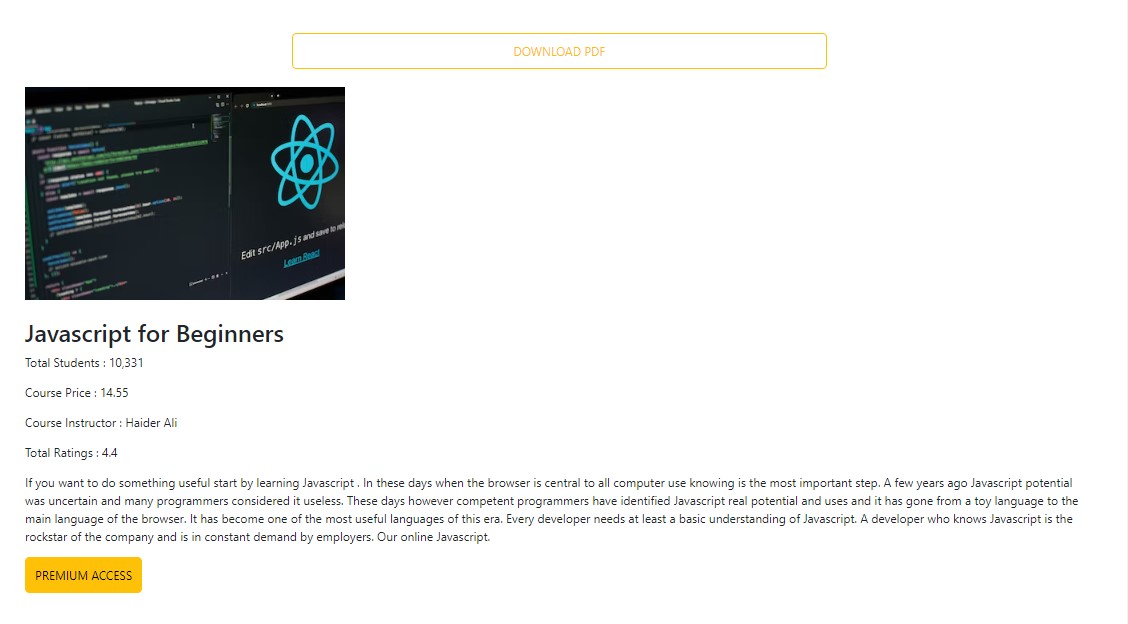 DOWNLOAD PDF
Edit src/App.js and save to
Learn React
Javascript for Beginners
Total Students : 10,331
Course Price : 14.55
Course Instructor : Haider Ali
Total Ratings : 4.4
If you want to do something useful start by learning Javascript . In these days when the browser is central to all computer use knowing is the most important step. A few years ago Javascript potential
was uncertain and many programmers considered it useless. These days however competent programmers have identified Javascript real potential and uses and it has gone from a toy language to the
main language of the browser. It has become one of the most useful languages of this era. Every developer needs at least a basic understanding of Javascript. A developer who knows Javascript is the
rockstar of the company and is in constant demand by employers. Our online Javascript.
PREMIUM ACCESS